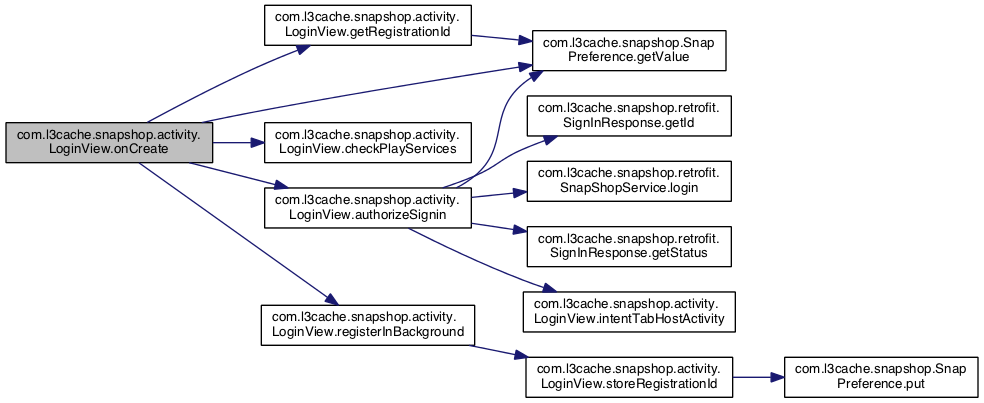 com.l3cache.snapshop.activity.
LoginView.getRegistrationId
com.l3cache.snapshop.Snap
Preference.getValue
com.l3cache.snapshop.retrofit.
SignInResponse.getId
com.l3cache.snapshop.activity.
LoginView.onCreate
com.l3cache.snapshop.activity.
LoginView.checkPlayServices
com.l3cache.snapshop.retrofit.
SnapShopService.login
com.l3cache.snapshop.activity.
LoginView.authorizeSignin
com.l3cache.snapshop.retrofit.
SignInResponse.getStatus
com.l3cache.snapshop.activity.
LoginView.intentTabHostActivity
com.l3cache.snapshop.activity.
LoginView.registerInBackground
com.l3cache.snapshop.activity.
LoginView.storeRegistrationId
com.l3cache.snapshop.Snap
Preference.put